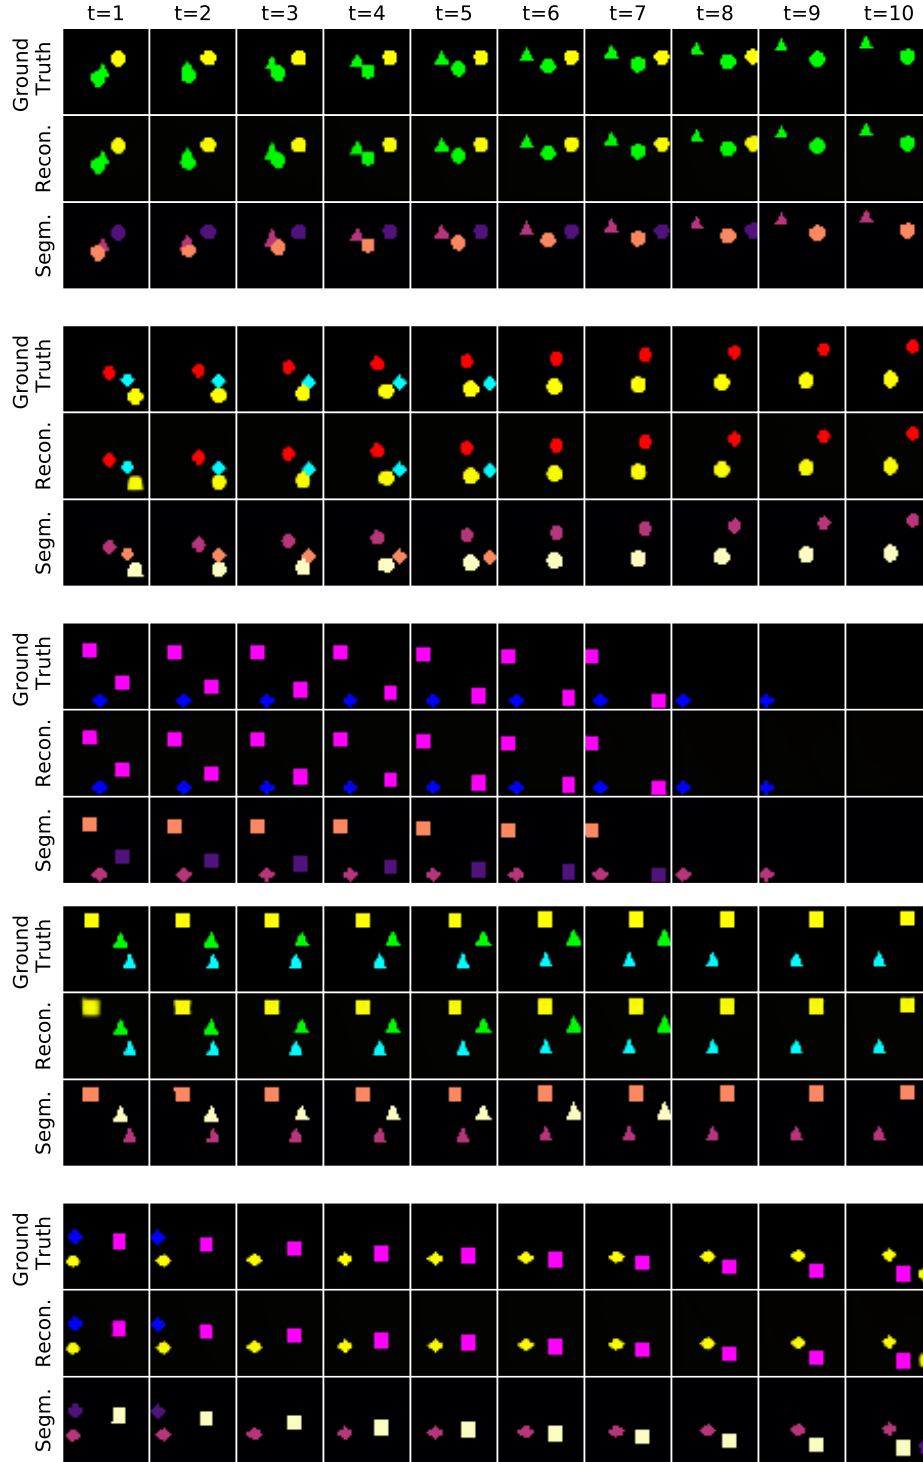 t=1 t=2 t=3 t=4 t=5 t=6 t=7 t=8 t=9 t=10
Ground
Truth
Recon.
Segm.
Ground
Truth
Recon.
Segm.
Ground
Truth
Recon.
Segm.
Ground
Truth
Recon.
Segm.
Ground
Truth
Recon.
Segm.